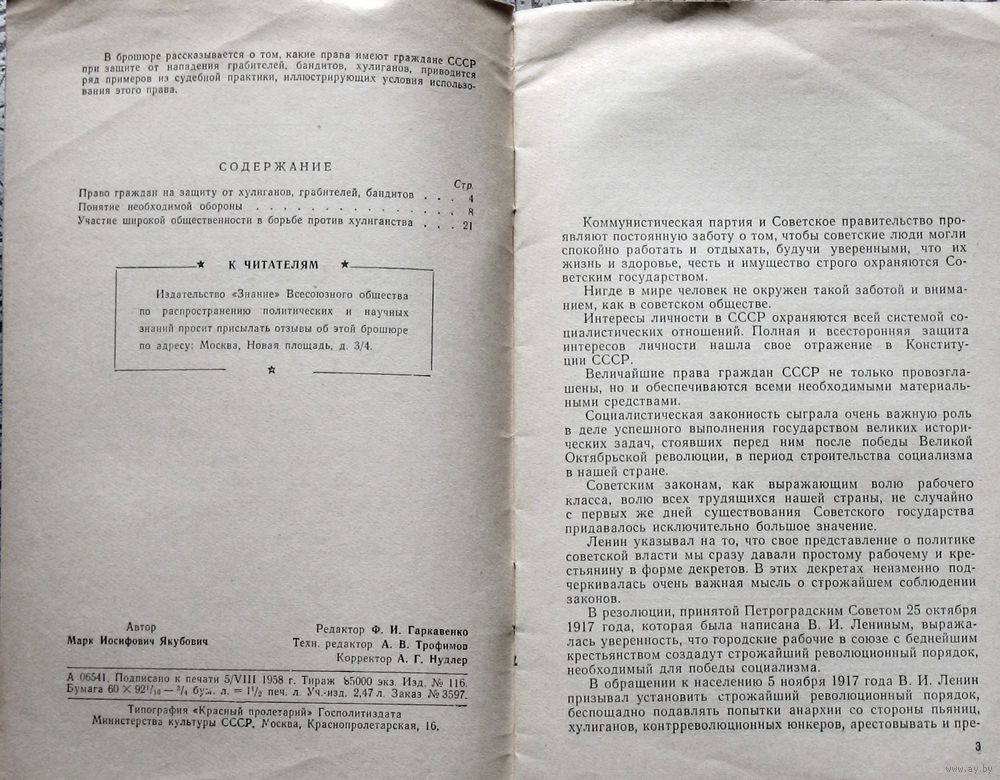 В брошюре рассказывается о том, какие права имеют граждане СССР
при защите от нападения грабителей, бандитов, хулиганов, приводится
ряд примеров из судебной практики, иллюстрирующих условия использо-
вания этого права.
СОДЕРЖАНИЕ
Стр.
Право граждан на защиту от хулиганов, грабителей, бандитов . . . 4
Понятие необходимой обороны . . . . . . . . . . . . . . . 8
Участие широкой общественности в борьбе против хулиганства . . . 21
★ К ЧИТАТЕЛЯМ ★
Издательство «Знание» Всесоюзного общества
по распространению политических и научных
знаний просит присылать отзывы об этой брошюре
по адресу: Москва, Новая площадь, д. 3/4.
Автор
Марк Иосифович Якубович
Редактор Ф. И. Гаркавенко
Техн. редактор А. В. Трофимов
Корректор А. Г. Нудлер
А 06541. Подписано к печати 5/VIII 1958 г. Тираж 85000 экз. Изд. № 116.
Бумага 60 × 92¹/₁₆ — ³/₄ бум. л. = 1¹/₂ печ. л. Уч.-изд. 2,47 л. Заказ № 3597.
Типография «Красный пролетарий» Госполитиздата
Министерства культуры СССР. Москва, Краснопролетарская, 16.
Коммунистическая партия и Советское правительство про-
являют постоянную заботу о том, чтобы советские люди могли
спокойно работать и отдыхать, будучи уверенными, что их
жизнь и здоровье, честь и имущество строго охраняются Со-
ветским государством.
Нигде в мире человек не окружен такой заботой и внима-
нием, как в советском обществе.
Интересы личности в СССР охраняются всей системой со-
циалистических отношений. Полная и всесторонняя защита
интересов личности нашла свое отражение в Конститу-
ции СССР.
Величайшие права граждан СССР не только провозгла-
шены, но и обеспечиваются всеми необходимыми материаль-
ными средствами.
Социалистическая законность сыграла очень важную роль
в деле успешного выполнения государством великих истори-
ческих задач, стоявших перед ним после победы Великой
Октябрьской революции, в период строительства социализма
в нашей стране.
Советским законам, как выражающим волю рабочего
класса, волю всех трудящихся нашей страны, не случайно
с первых же дней существования Советского государства
придавалось исключительно большое значение.
Ленин указывал на то, что свое представление о политике
советской власти мы сразу давали простому рабочему и кре-
стьянину в форме декретов. В этих декретах неизменно под-
черкивалась очень важная мысль о строжайшем соблюдении
законов.
В резолюции, принятой Петроградским Советом 25 октября
1917 года, которая была написана В. И. Лениным, выража-
лась уверенность, что городские рабочие в союзе с беднейшим
крестьянством создадут строжайший революционный порядок,
необходимый для победы социализма.
В обращении к населению 5 ноября 1917 года В. И. Ленин
призывал установить строжайший революционный порядок,
беспощадно подавлять попытки анархии со стороны пьяниц,
хулиганов, контрреволюционных юнкеров, арестовывать и пре-
3
www.ay.by